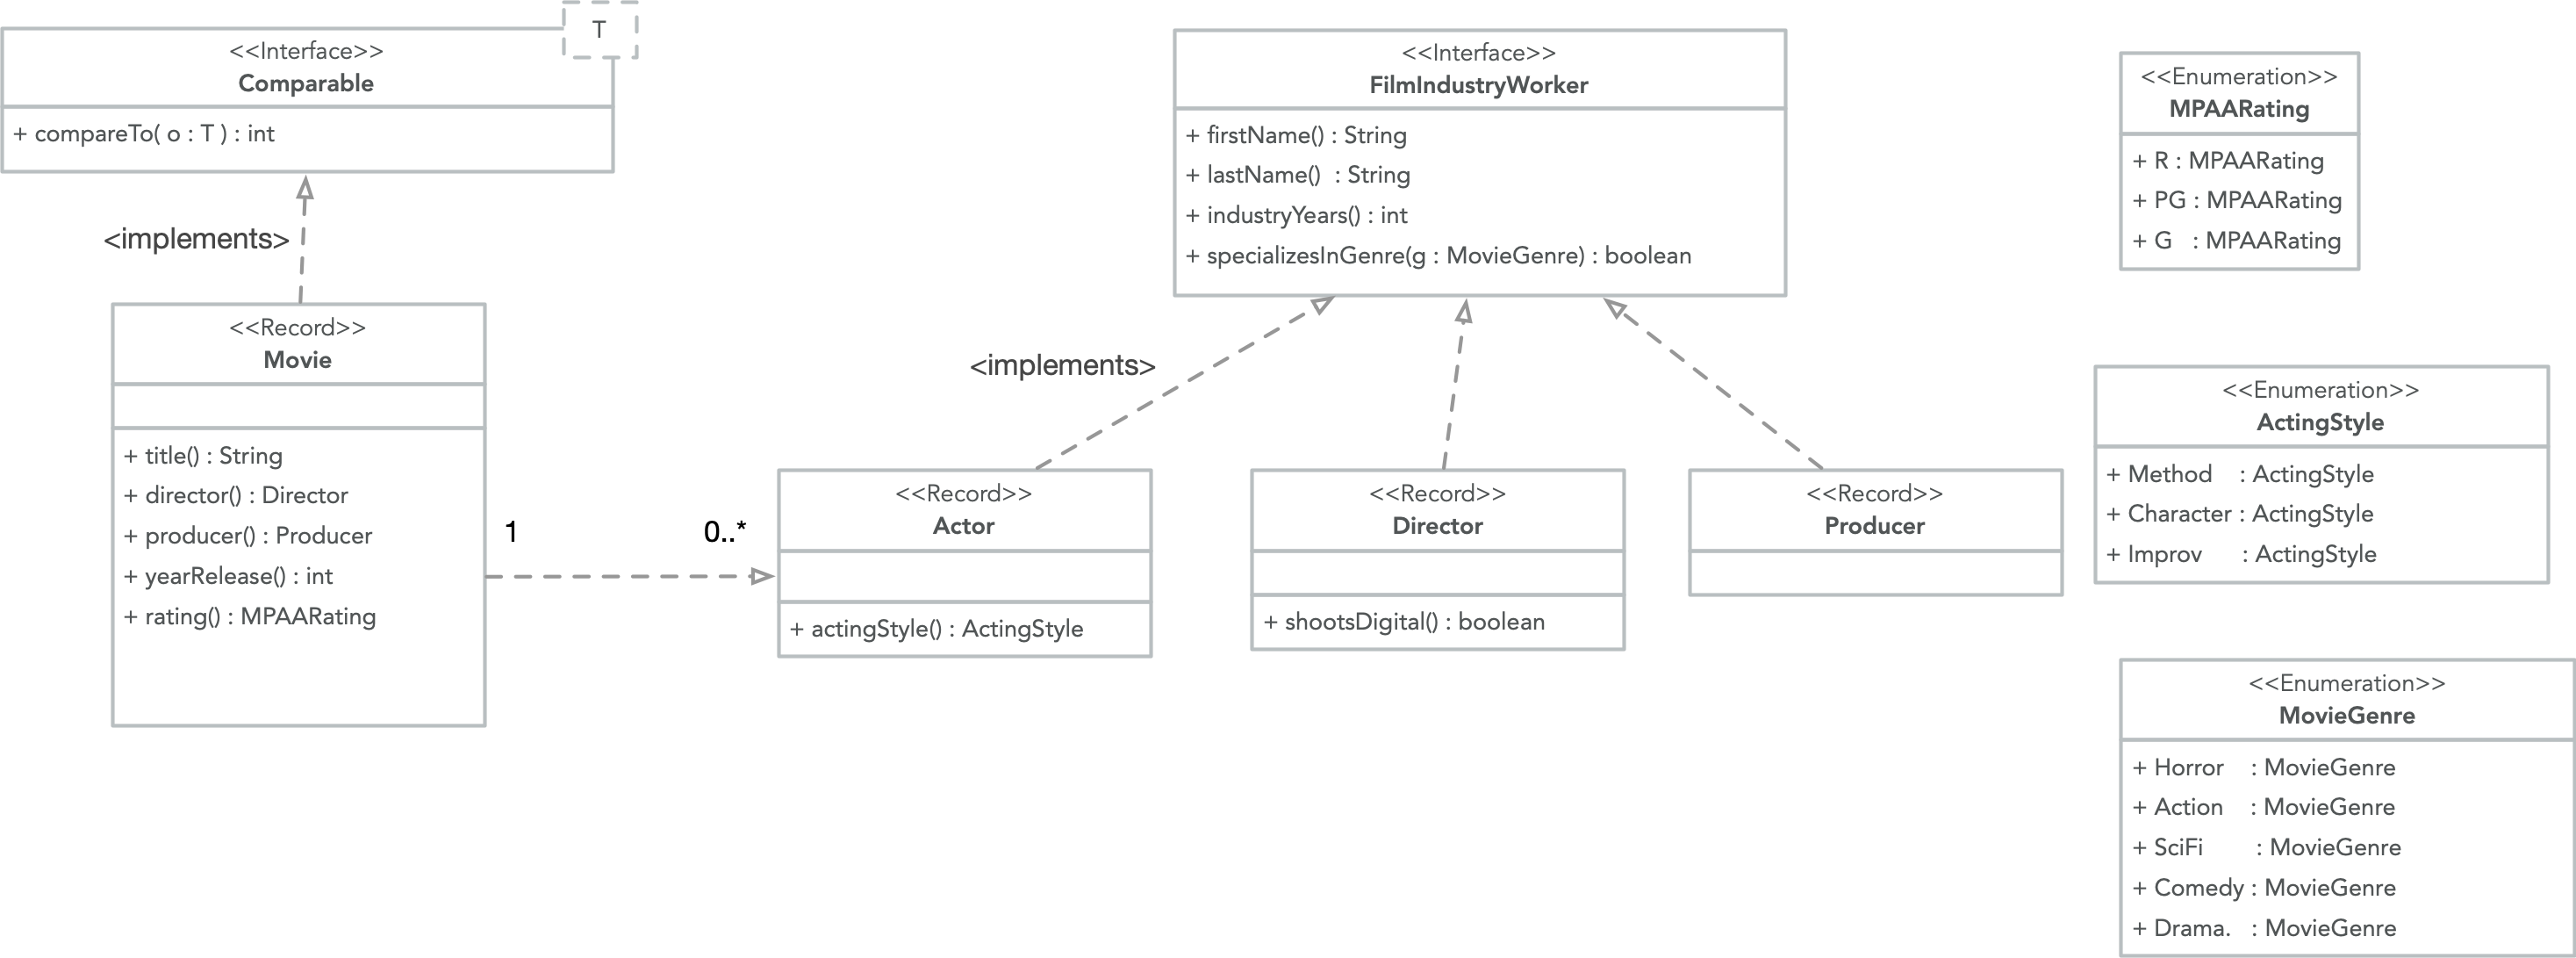 T
<<Interface>>
Comparable
+ compareTo( o : T ) : int
<implements>
<<Record>>
Movie
+ title() : String
+ director() : Director
+ producer() : Producer
+ yearRelease() : int
+ rating() : MPAARating
1
0..*
<<Interface>>
FilmIndustryWorker
+ firstName() : String
+ lastName()  : String
+ industryYears() : int
+ specializesInGenre(g : MovieGenre) : boolean
<implements>
<<Record>>
Actor
+ actingStyle() : ActingStyle
<<Record>>
Director
+ shootsDigital() : boolean
<<Record>>
Producer
<<Enumeration>>
MPAARating
+ R : MPAARating
+ PG : MPAARating
+ G   : MPAARating
<<Enumeration>>
ActingStyle
+ Method    : ActingStyle
+ Character : ActingStyle
+ Improv      : ActingStyle
<<Enumeration>>
MovieGenre
+ Horror    : MovieGenre
+ Action    : MovieGenre
+ SciFi       : MovieGenre
+ Comedy : MovieGenre
+ Drama.   : MovieGenre